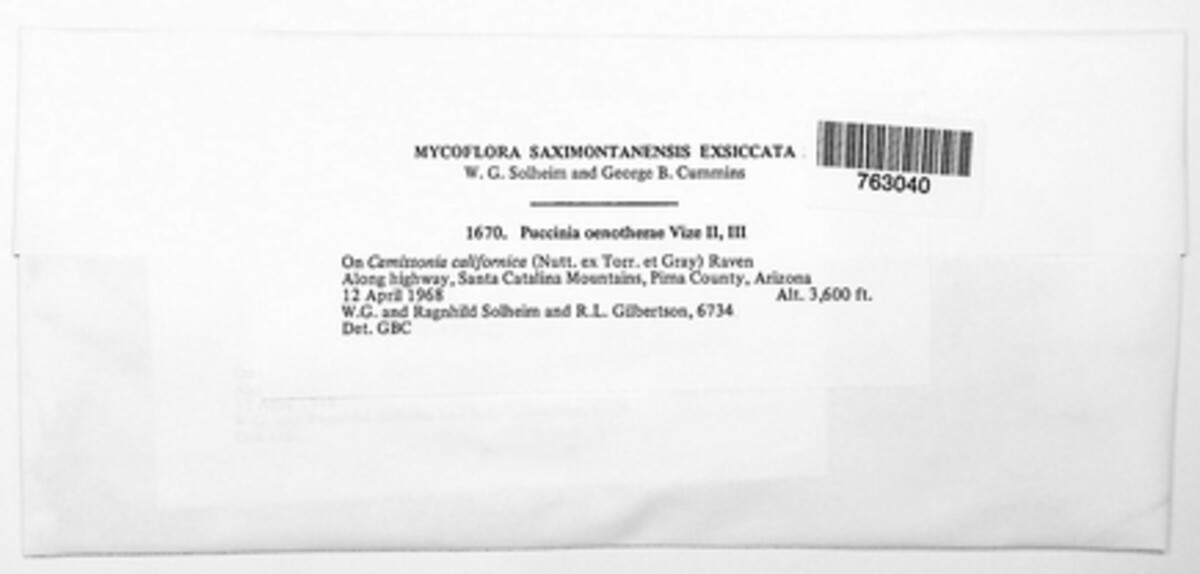 MYCOFLORA SAXIMONTANENSIS EXSICCATA
W. G. Solheim and George B. Cummins
763040
1670. Puccinia oenotherae Vize II, III
On Camissonia californica (Nutt. ex Torr. et Gray) Raven
Along highway, Santa Catalina Mountains, Pima County, Arizona
12 April 1968 Alt. 3,600 ft.
W.G. and Ragnhild Solheim and R.L. Gilbertson, 6734
Det. GBC